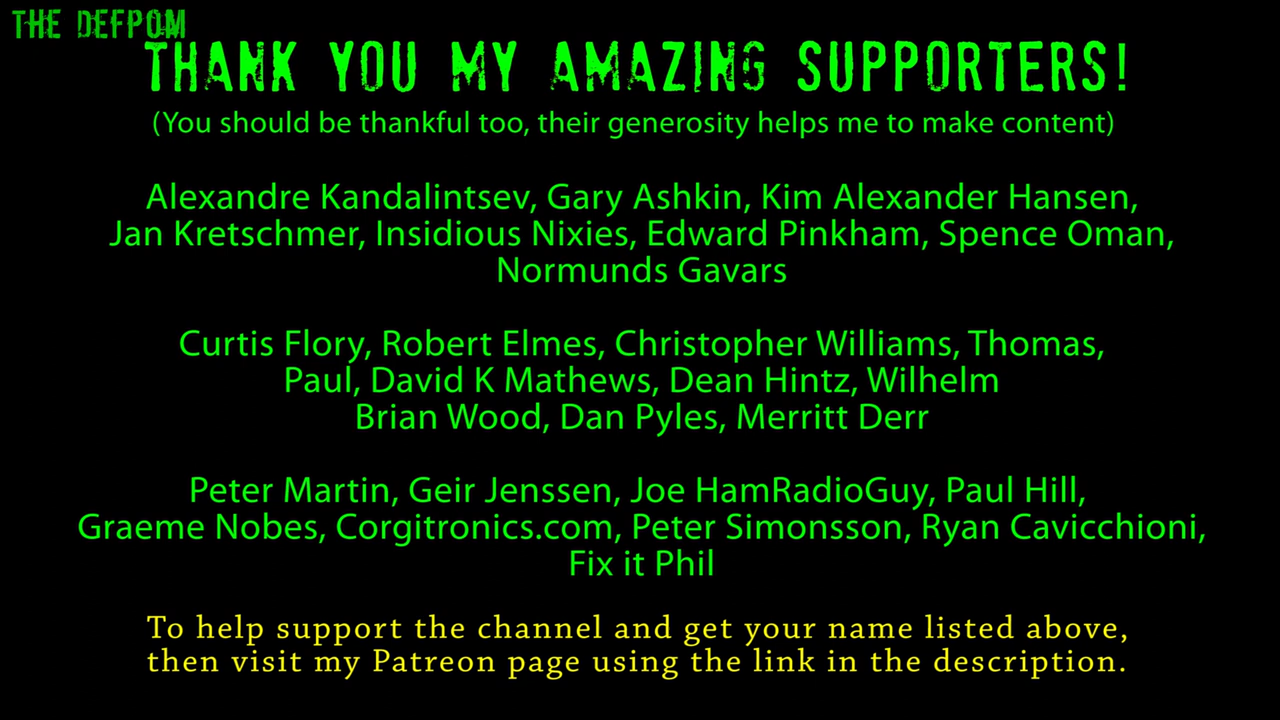 THE DEFPOM
THANK YOU MY AMAZING SUPPORTERS!
(You should be thankful too, their generosity helps me to make content)
Alexandre Kandalintsev, Gary Ashkin, Kim Alexander Hansen,
Jan Kretschmer, Insidious Nixies, Edward Pinkham, Spence Oman,
Normunds Gavars
Curtis Flory, Robert Elmes, Christopher Williams, Thomas,
Paul, David K Mathews, Dean Hintz, Wilhelm
Brian Wood, Dan Pyles, Merritt Derr
Peter Martin, Geir Jenssen, Joe HamRadioGuy, Paul Hill,
Graeme Nobes, Corgitronics.com, Peter Simonsson, Ryan Cavicchioni,
Fix it Phil
To help support the channel and get your name listed above,
then visit my Patreon page using the link in the description.